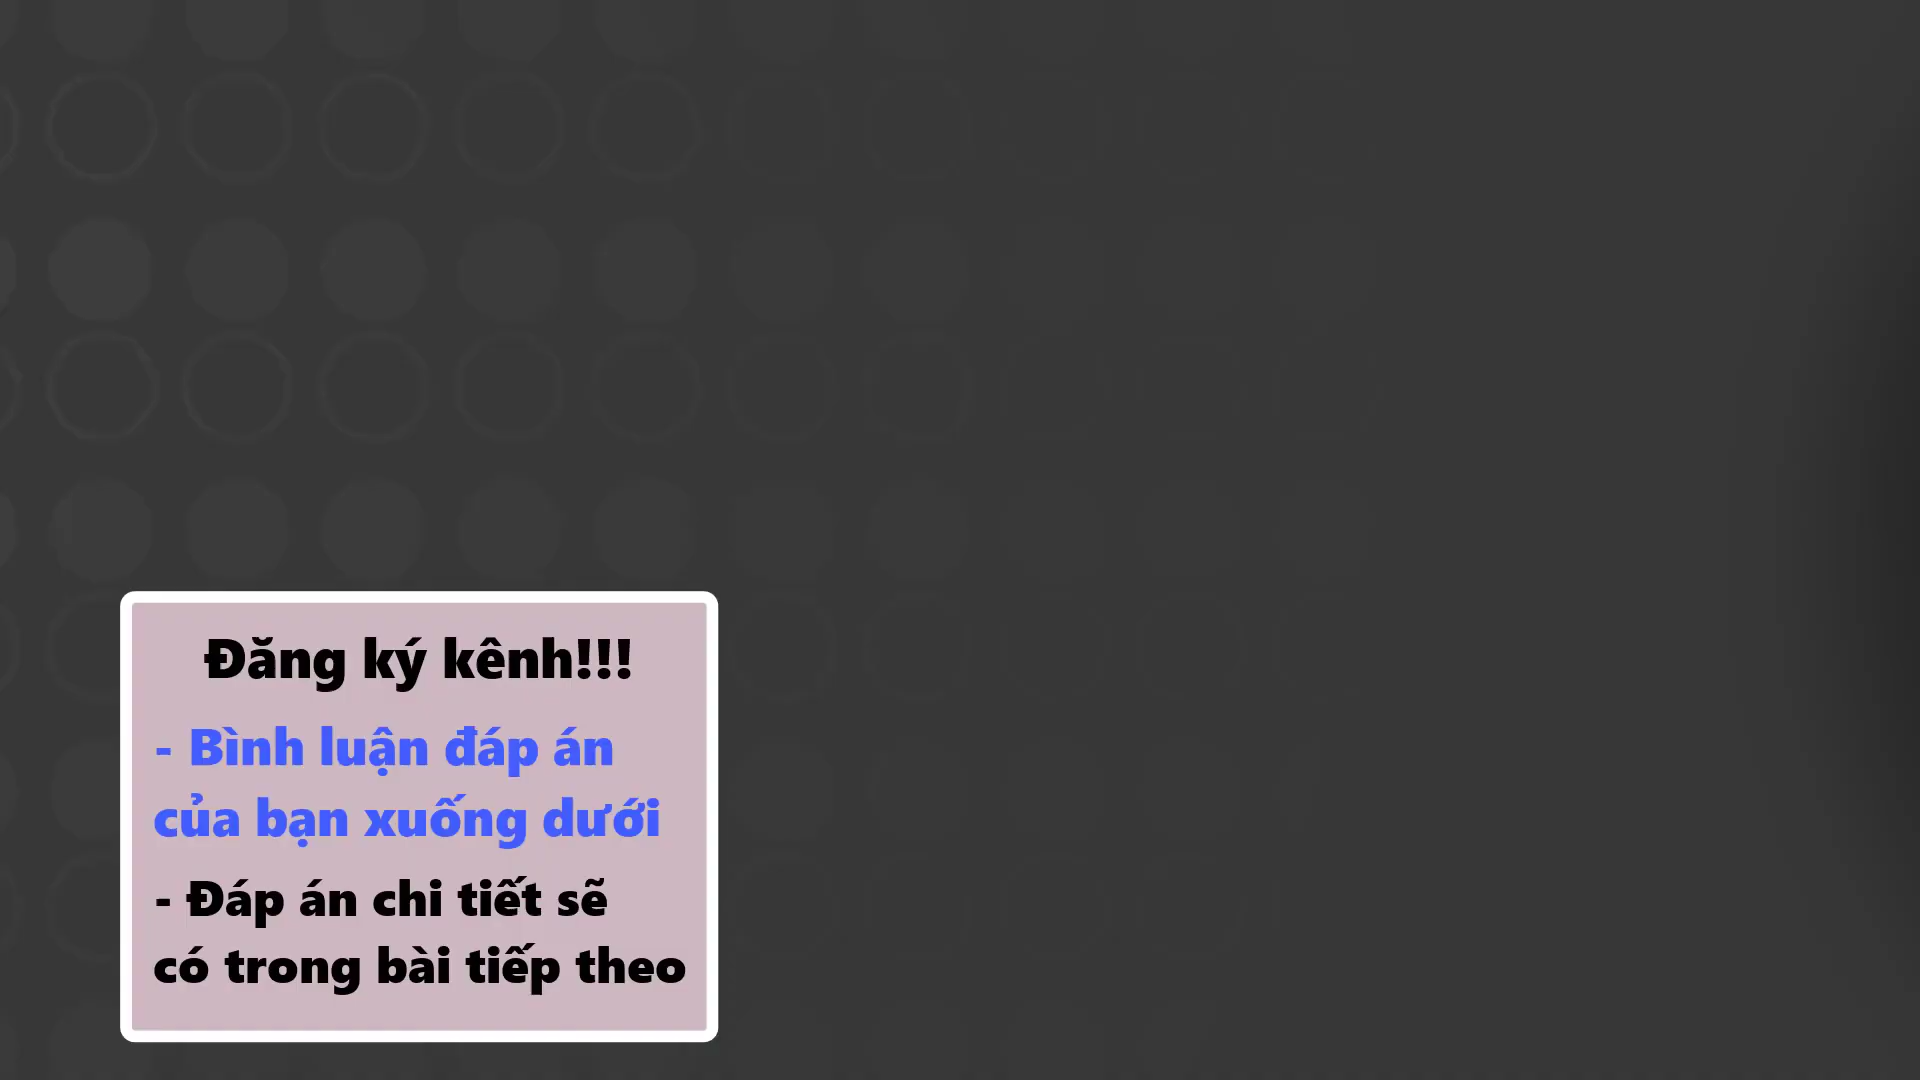 Đăng ký kênh!!!
- Bình luận đáp án
của bạn xuống dưới
- Đáp án chi tiết sẽ
có trong bài tiếp theo